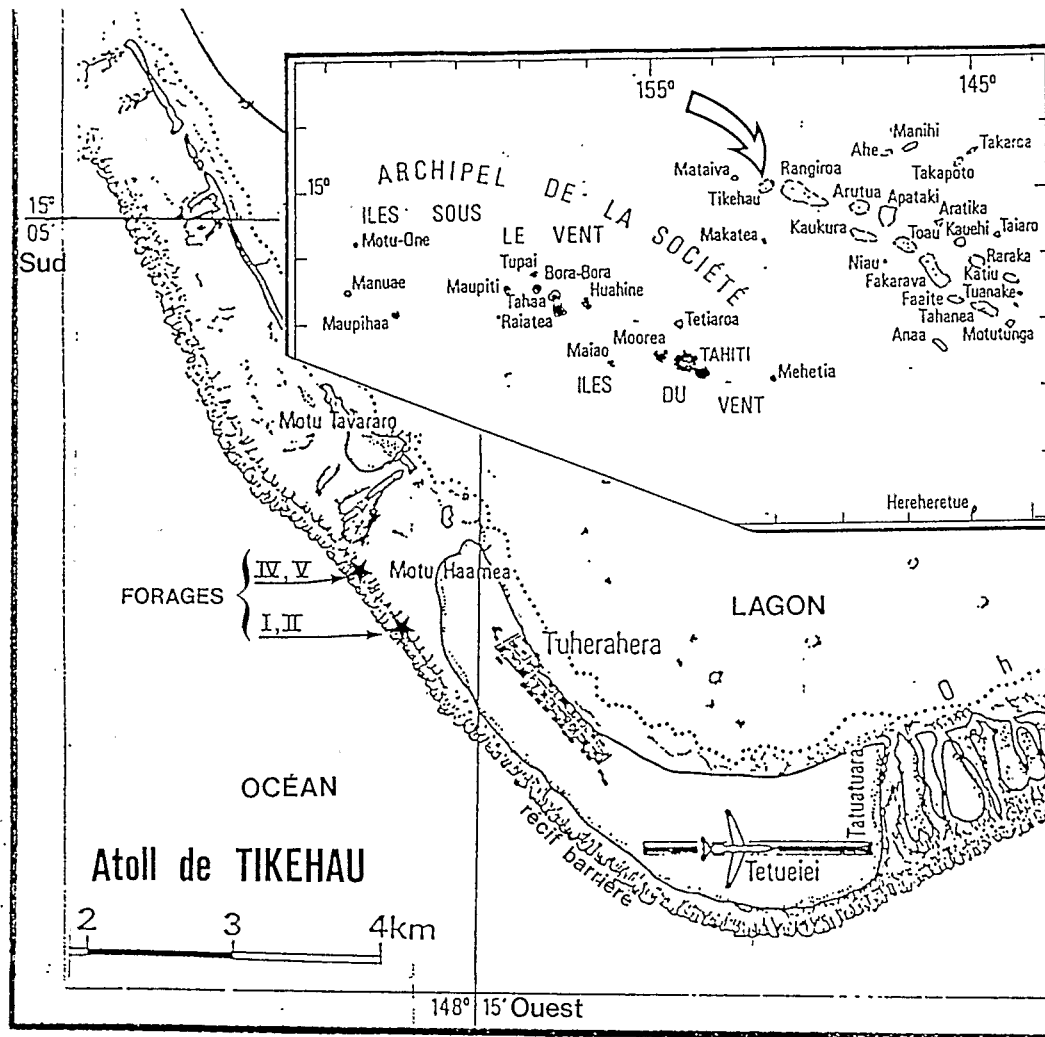 155°
145°
Manihi
Ahe
Takaroa
Takapoto
Mataiva
Rangiroa
Tikehau
Arutua
Apataki
15°
ARCHIPEL DE LA SOCIÉTÉ
Aratika
Kaukura
Toau
Kauehi
Taiaro
ILES SOUS
LE VENT
Makatea
Motu-One
Niau
Raraka
Fakarava
Katiu
Tuanake
Faaite
Tahanea
Anaa
Motutunga
Tupai
Bora-Bora
Manuae
Maupiti
Tahaa
Huahine
Raiatea
Maupihaa
Tetiaroa
Moorea
Maiao
TAHITI
Mehetia
ILES DU VENT
Hereheretue
15°
05'
Sud
Motu Tavararo
FORAGES
IV, V
I, II
Motu Haamea
LAGON
Tuherahera
OCÉAN
récif barrière
Tatuatuara
Tetueiei
Atoll de TIKEHAU
2 3 4km
148° 15' Ouest